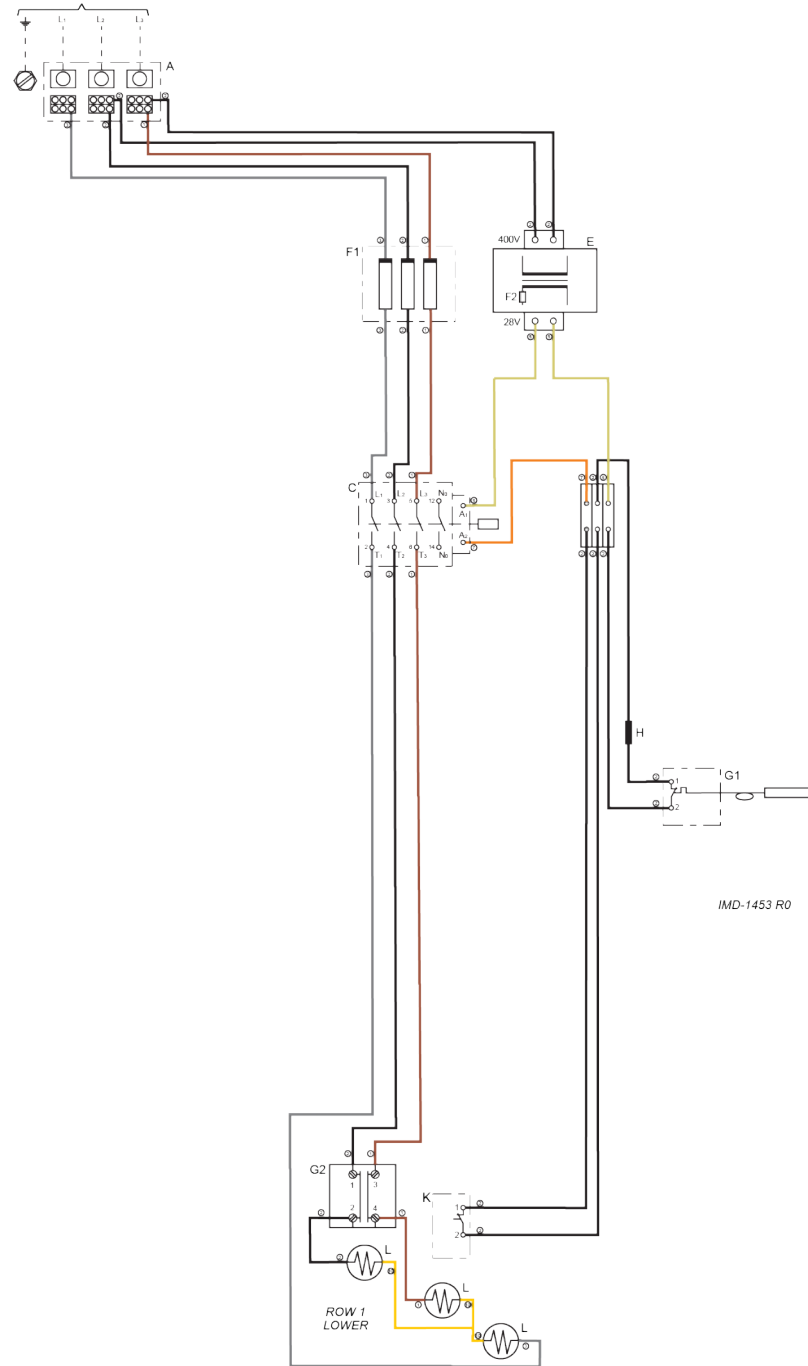 L₁ L₂ L₃
A
F1
400V
E
F2
28V
C
1 L₁ 3 L₂ 5 L₃ 12 N₀
A₁
A₂
2 T₁ 4 T₂ 6 T₃ 14 N₀
H
G1
1
2
IMD-1453 R0
G2
1 3
2 4
K
1
2
L
L
L
ROW 1
LOWER